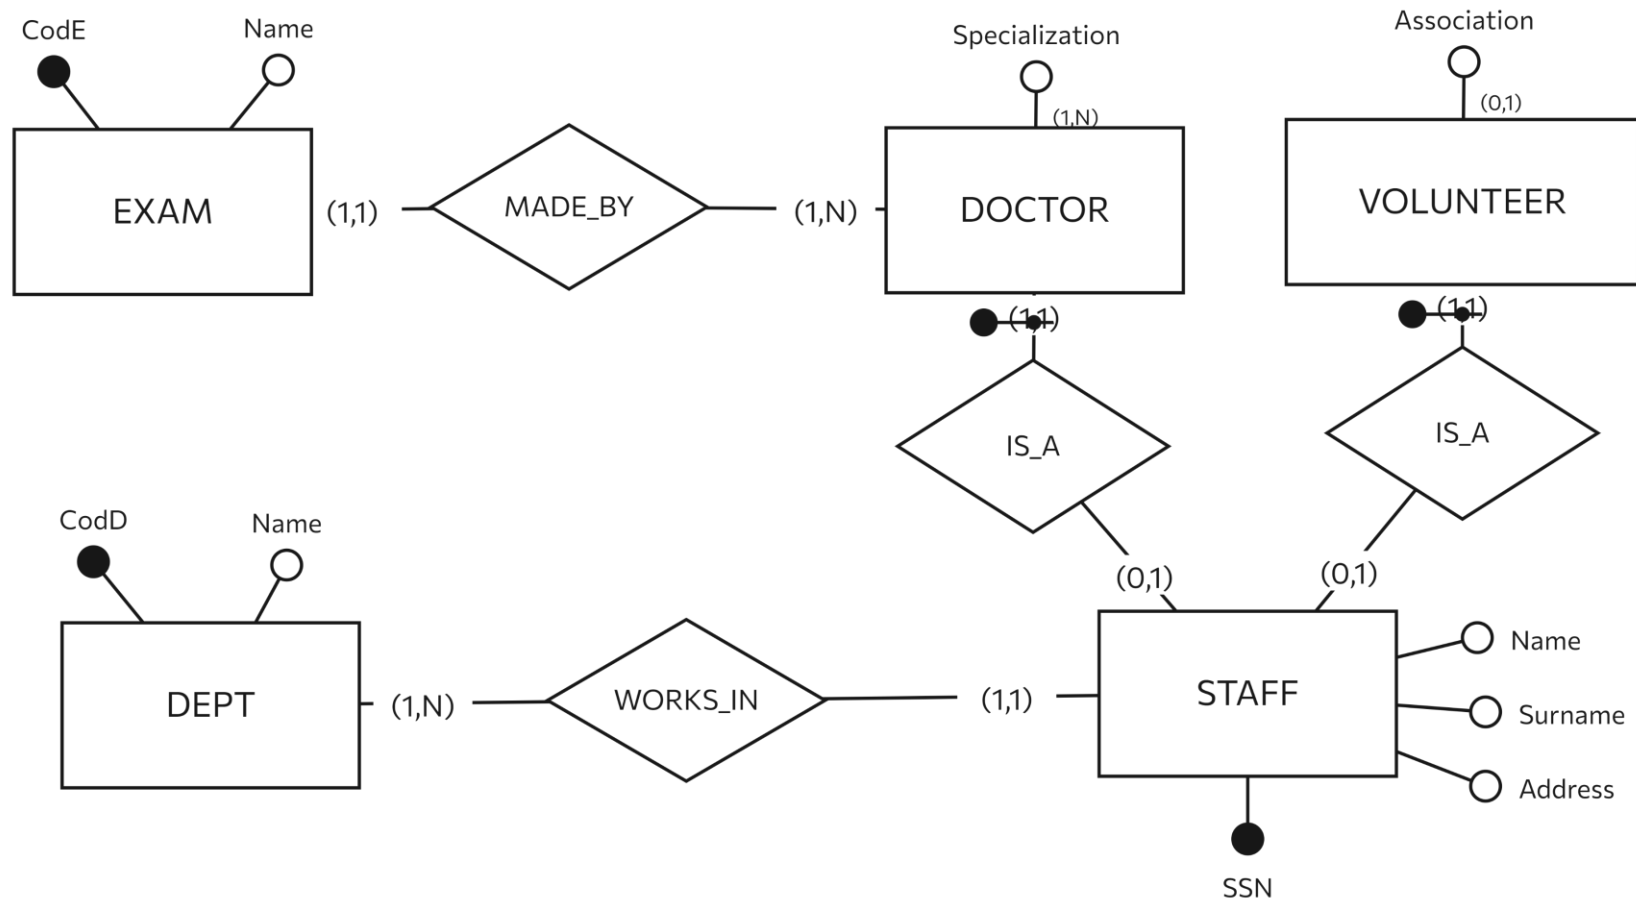 CodE
Name
Specialization
Association
(1,N)
(0,1)
EXAM
(1,1)
MADE_BY
(1,N)
DOCTOR
VOLUNTEER
(1,1)
(1,1)
IS_A
IS_A
CodD
Name
(0,1)
(0,1)
DEPT
(1,N)
WORKS_IN
(1,1)
STAFF
Name
Surname
Address
SSN